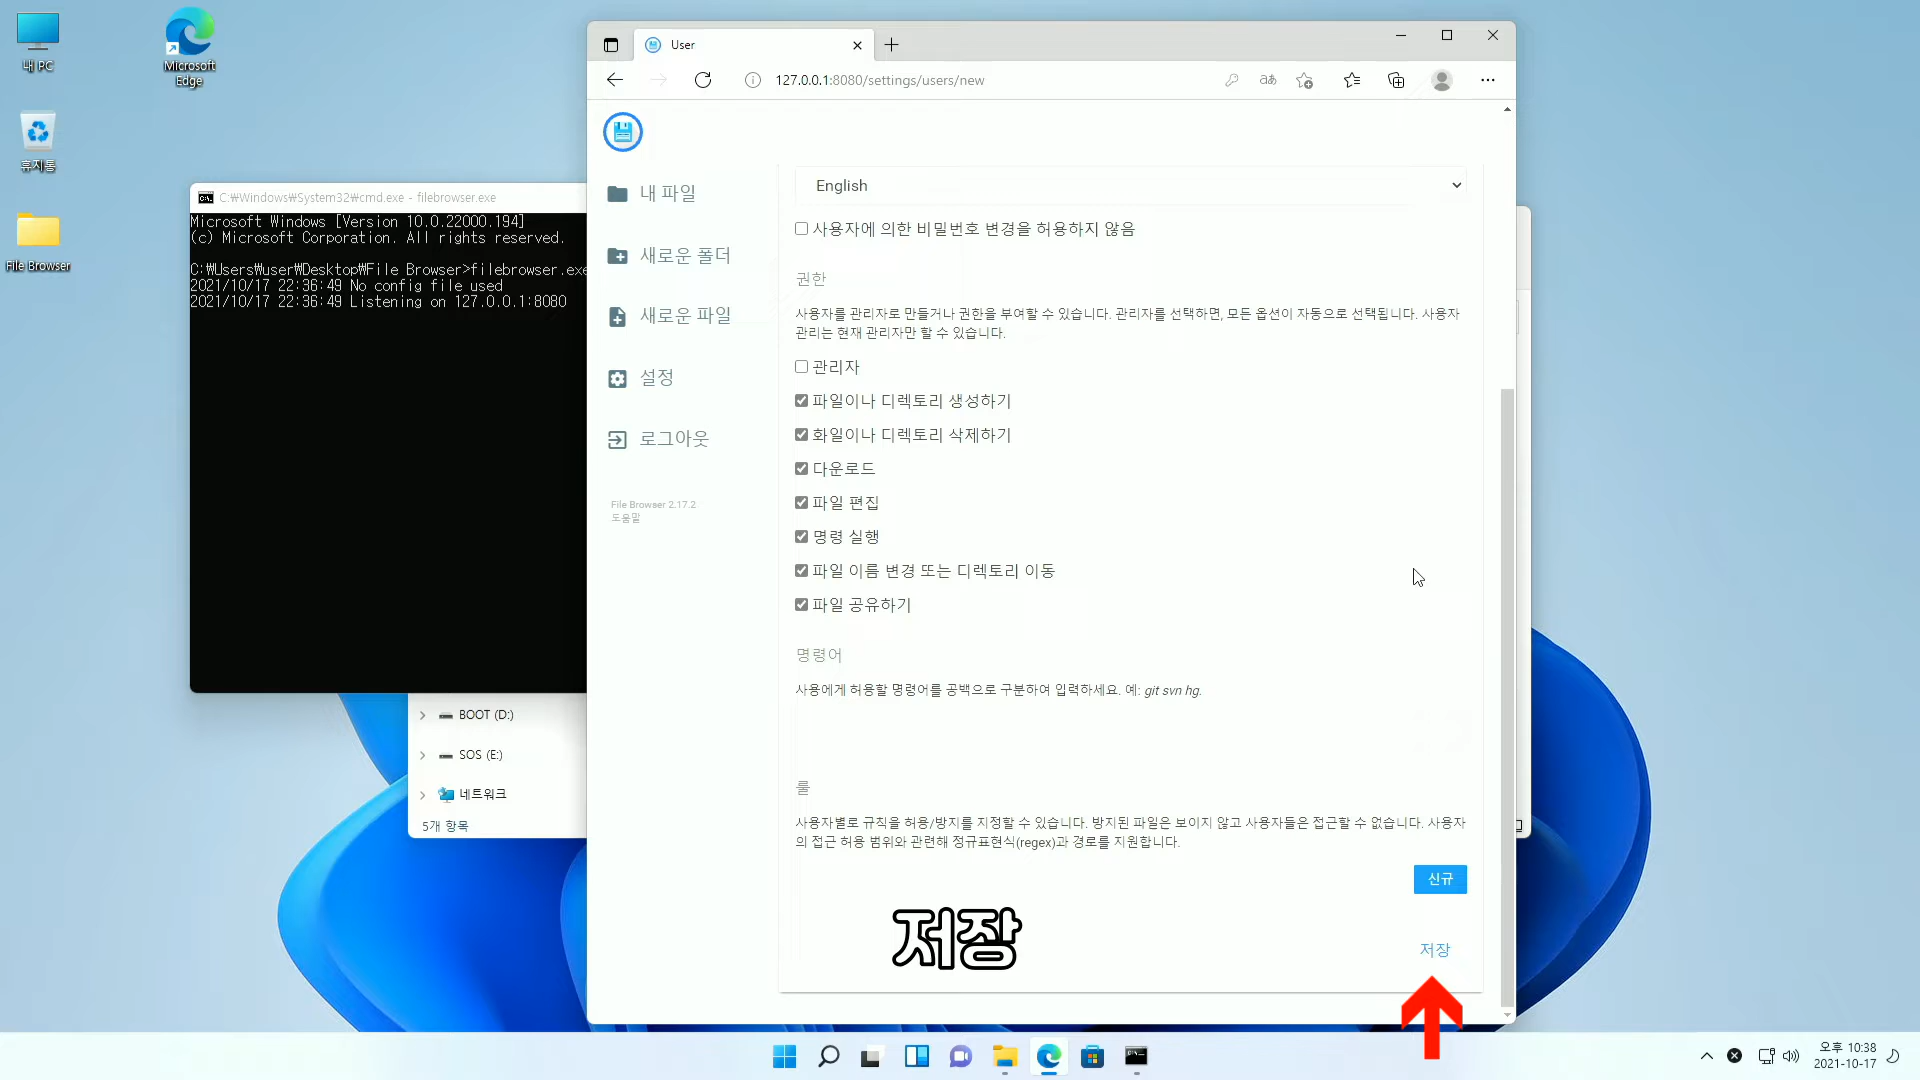 내 PC
Microsoft
Edge
휴지통
File Browser
C:₩Windows₩System32₩cmd.exe - filebrowser.exe
Microsoft Windows [Version 10.0.22000.194]
(c) Microsoft Corporation. All rights reserved.
C:₩Users₩user₩Desktop₩File Browser>filebrowser.exe
2021/10/17 22:36:49 No config file used
2021/10/17 22:36:49 Listening on 127.0.0.1:8080
BOOT (D:)
SOS (E:)
네트워크
5개 항목
User
127.0.0.1:8080/settings/users/new
내 파일
새로운 폴더
새로운 파일
설정
로그아웃
File Browser 2.17.2
도움말
English
사용자에 의한 비밀번호 변경을 허용하지 않음
권한
사용자를 관리자로 만들거나 권한을 부여할 수 있습니다. 관리자를 선택하면, 모든 옵션이 자동으로 선택됩니다. 사용자
관리는 현재 관리자만 할 수 있습니다.
관리자
파일이나 디렉토리 생성하기
화일이나 디렉토리 삭제하기
다운로드
파일 편집
명령 실행
파일 이름 변경 또는 디렉토리 이동
파일 공유하기
명령어
사용에게 허용할 명령어를 공백으로 구분하여 입력하세요. 예: git svn hg.
룰
사용자별로 규칙을 허용/방지를 지정할 수 있습니다. 방지된 파일은 보이지 않고 사용자들은 접근할 수 없습니다. 사용자
의 접근 허용 범위와 관련해 정규표현식(regex)과 경로를 지원합니다.
신규
저장
저장
오후 10:38
2021-10-17